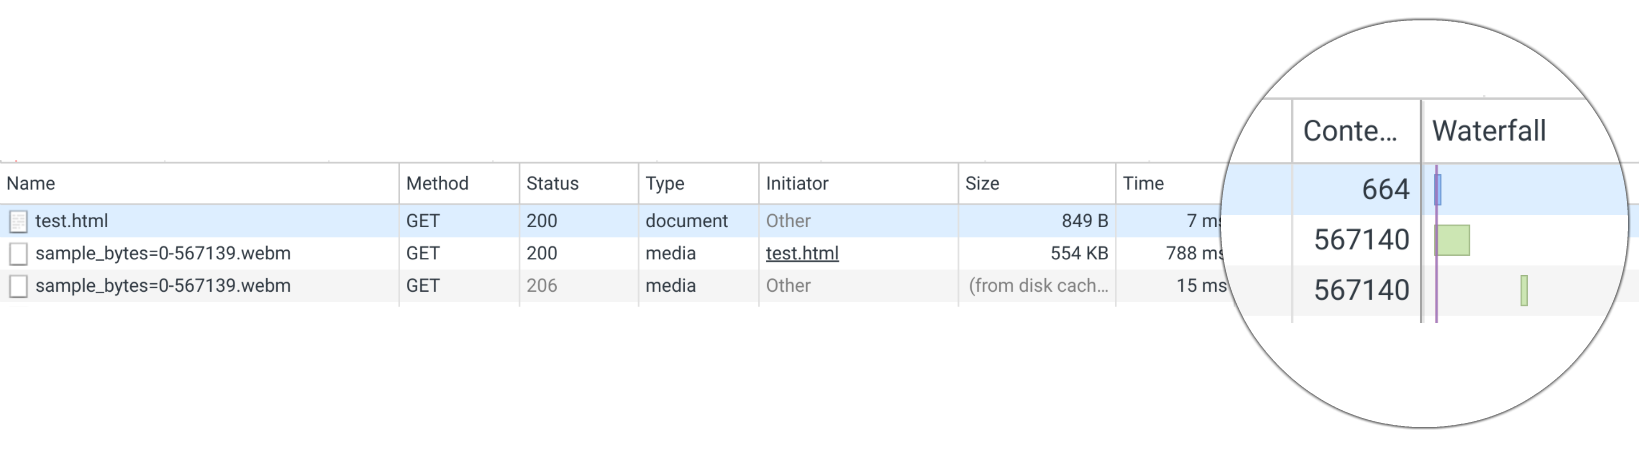 Name Method Status Type Initiator Size Time Conte... Waterfall
test.html GET 200 document Other 849 B 7 ms 664
sample_bytes=0-567139.webm GET 200 media test.html 554 KB 788 ms 567140
sample_bytes=0-567139.webm GET 206 media Other (from disk cach... 15 ms 567140